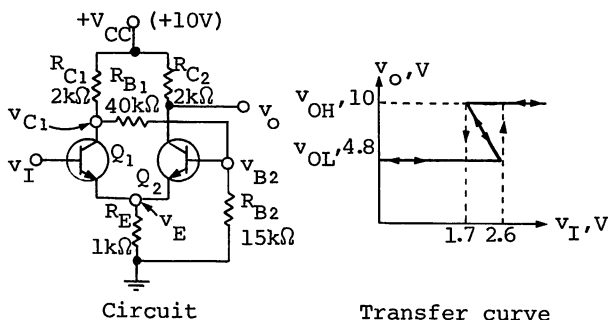 +V CC (+10V)
R C1 2kΩ
R B1 40kΩ
R C2 2kΩ
v C1
v O
v I
Q 1
Q 2
v B2
R E 1kΩ
v E
R B2 15kΩ
Circuit
v O ,V
v OH ,10
v OL ,4.8
1.7 2.6
v I ,V
Transfer curve